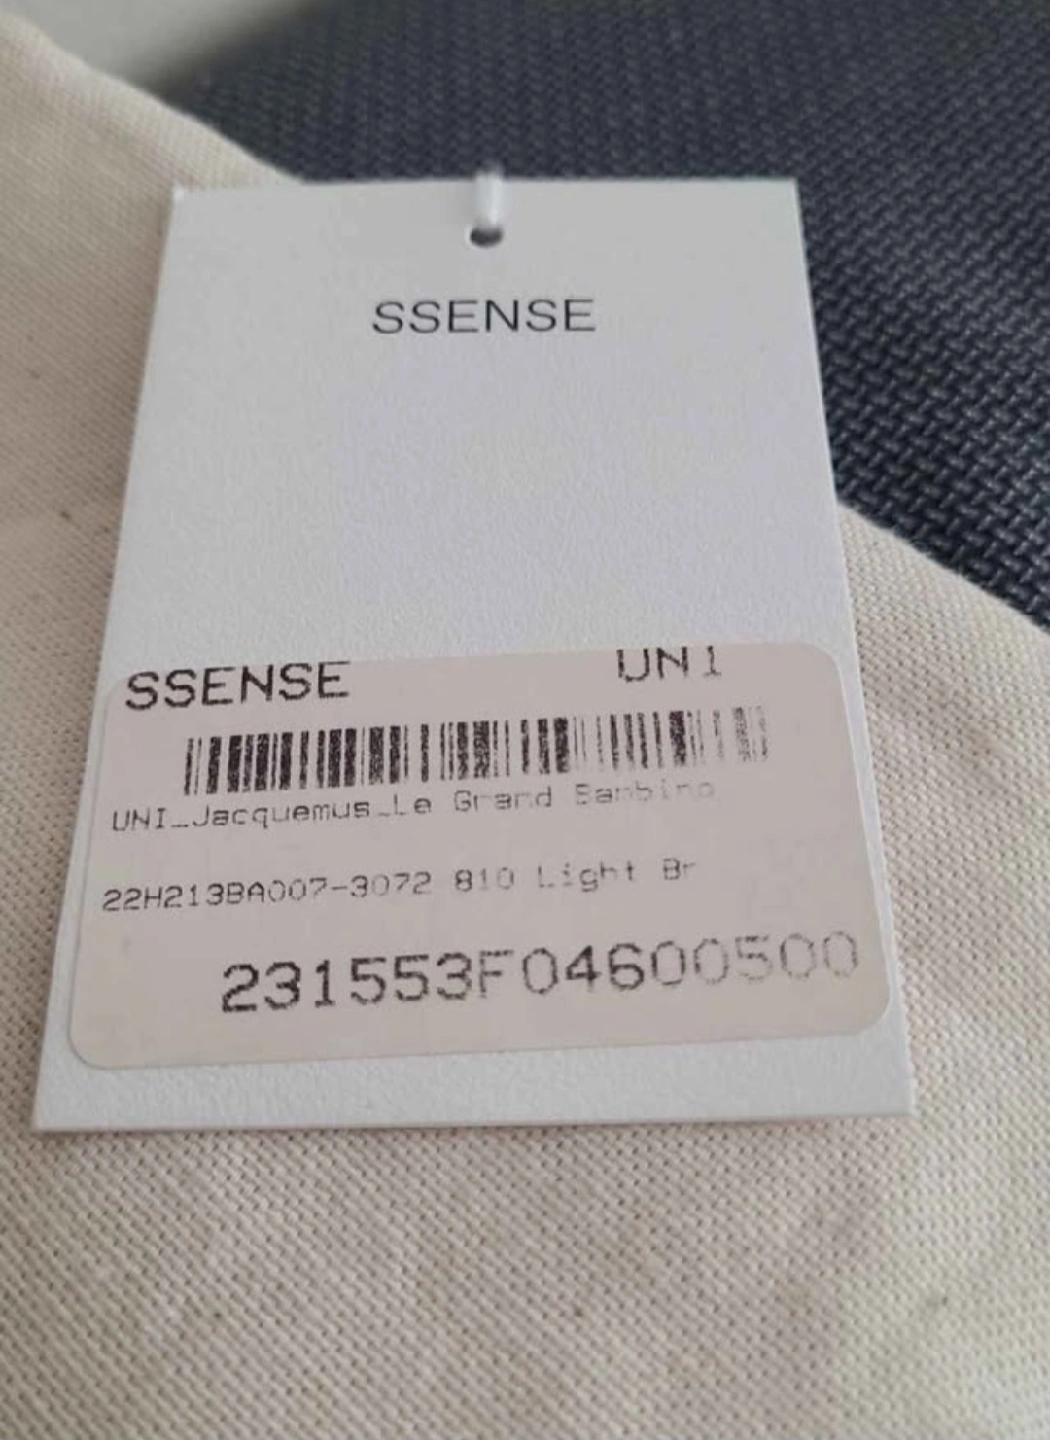 SSENSE
SSENSE UNI
UNI_Jacquemus_Le Grand Bambino
22H213BA007-3072 810 Light Br
231553F04600500